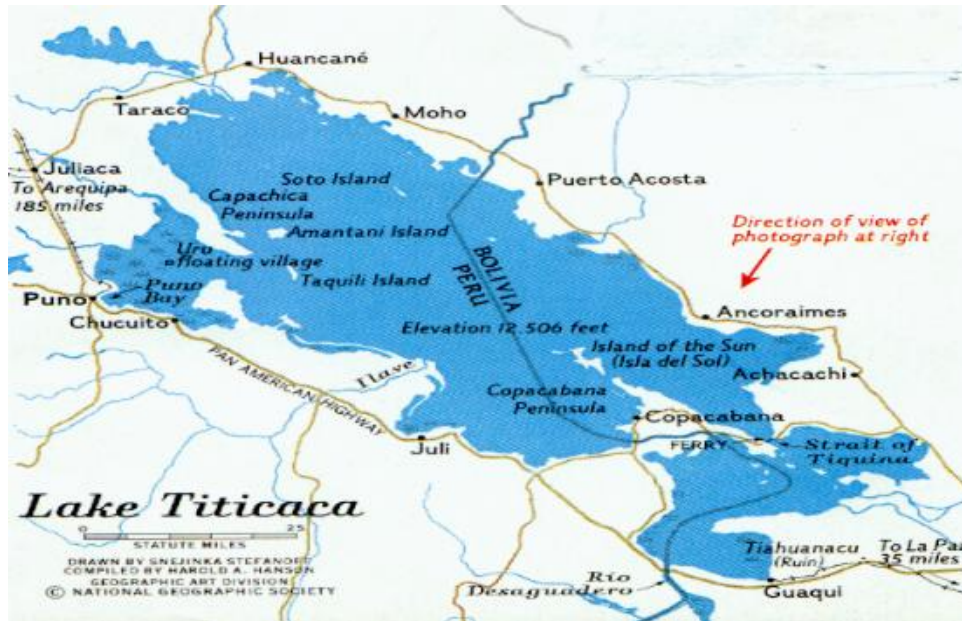 Huancané
Taraco
Moho
Juliaca
To Arequipa
185 miles
Soto Island
Capachica
Peninsula
Puerto Acosta
Amantani Island
Direction of view of
photograph at right
Uru
floating village
Taquili Island
BOLIVIA
PERU
Puno
Puno
Bay
Chucuito
Ancoraimes
Elevation 12,506 feet
Island of the Sun
(Isla del Sol)
PAN AMERICAN HIGHWAY
Ilave
Achacachi
Copacabana
Peninsula
Copacabana
Juli
FERRY
Strait of
Tiquina
Lake Titicaca
0 25
STATUTE MILES
DRAWN BY SNEJINKA STEFANOFF
COMPILED BY HAROLD A. HANSON
GEOGRAPHIC ART DIVISION
© NATIONAL GEOGRAPHIC SOCIETY
Tiahuanacu
(Ruin)
To La Paz
35 miles
Río
Desaguadero
Guaqui